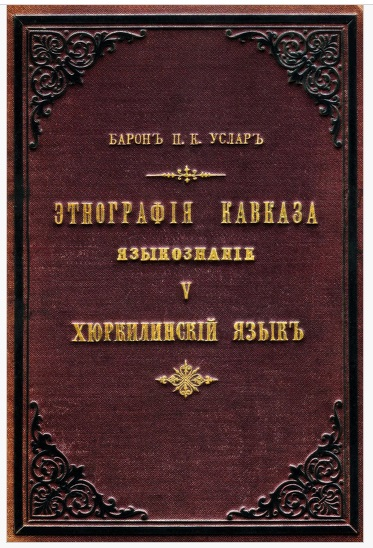 БАРОНЪ П. К. УСЛАРЪ
ЭТНОГРАФІЯ КАВКАЗА
ЯЗЫКОЗНАНІЕ
V
ХЮРКИЛИНСКІЙ ЯЗЫКЪ